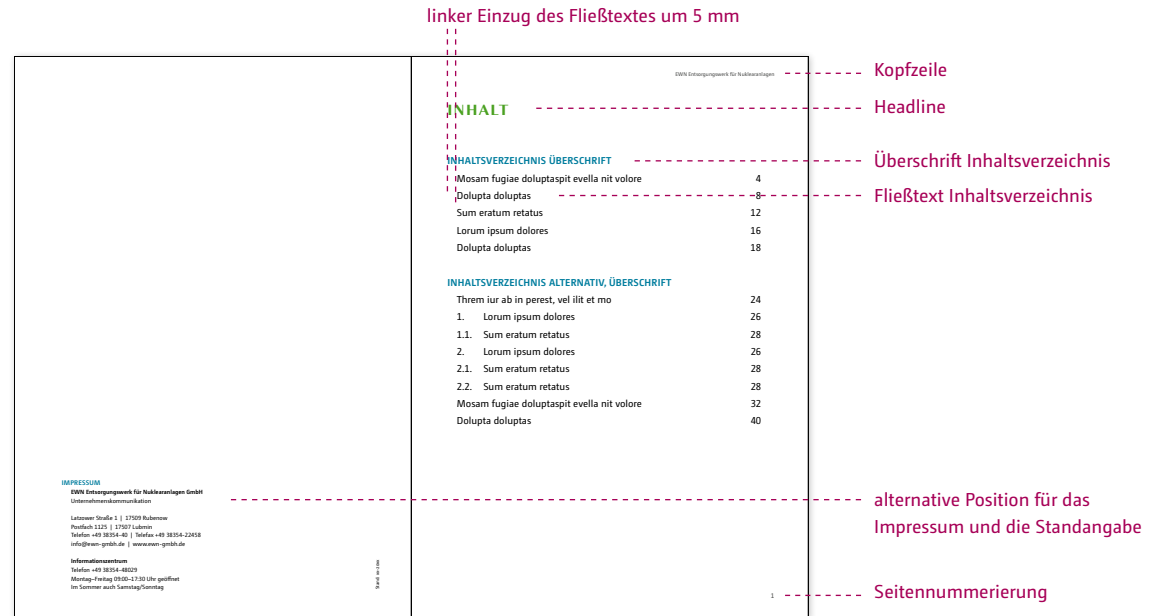 linker Einzug des Fließtextes um 5 mm
EWN Entsorgungswerk für Nuklearanlagen
Kopfzeile
INHALT
Headline
INHALTSVERZEICHNIS ÜBERSCHRIFT
Überschrift Inhaltsverzeichnis
Mosam fugiae doluptaspit evella nit volore 4
Dolupta doluptas 8
Fließtext Inhaltsverzeichnis
Sum eratum retatus 12
Lorum ipsum dolores 16
Dolupta doluptas 18
INHALTSVERZEICHNIS ALTERNATIV, ÜBERSCHRIFT
Threm iur ab in perest, vel ilit et mo 24
1. Lorum ipsum dolores 26
1.1. Sum eratum retatus 28
2. Lorum ipsum dolores 26
2.1. Sum eratum retatus 28
2.2. Sum eratum retatus 28
Mosam fugiae doluptaspit evella nit volore 32
Dolupta doluptas 40
IMPRESSUM
EWN Entsorgungswerk für Nuklearanlagen GmbH
Unternehmenskommunikation
Latzower Straße 1 | 17509 Rubenow
Postfach 1125 | 17507 Lubmin
Telefon +49 38354-40 | Telefax +49 38354-22458
info@ewn-gmbh.de | www.ewn-gmbh.de
Informationszentrum
Telefon +49 38354-48029
Montag–Freitag 09:00–17:30 Uhr geöffnet
Im Sommer auch Samstag/Sonntag
Stand:
alternative Position für das
Impressum und die Standangabe
1
Seitennummerierung